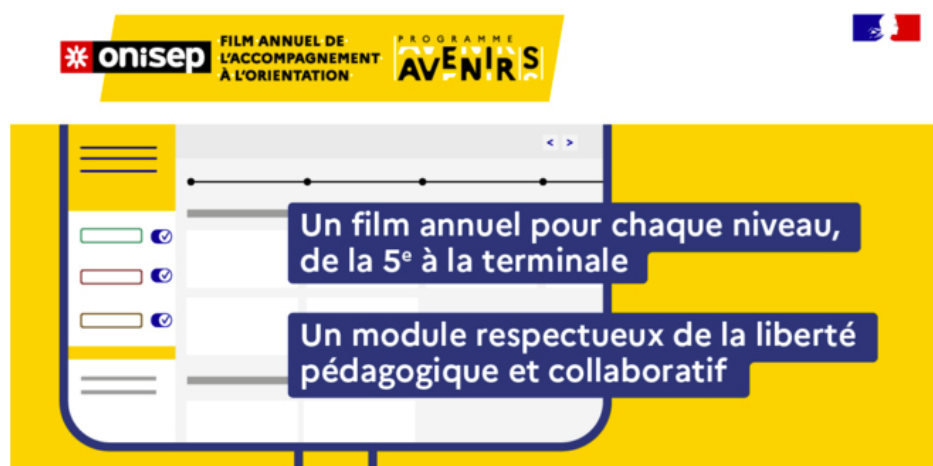 onisep
FILM ANNUEL DE
L'ACCOMPAGNEMENT
À L'ORIENTATION
PROGRAMME
AVENIRS
< >
Un film annuel pour chaque niveau,
de la 5e à la terminale
Un module respectueux de la liberté
pédagogique et collaboratif